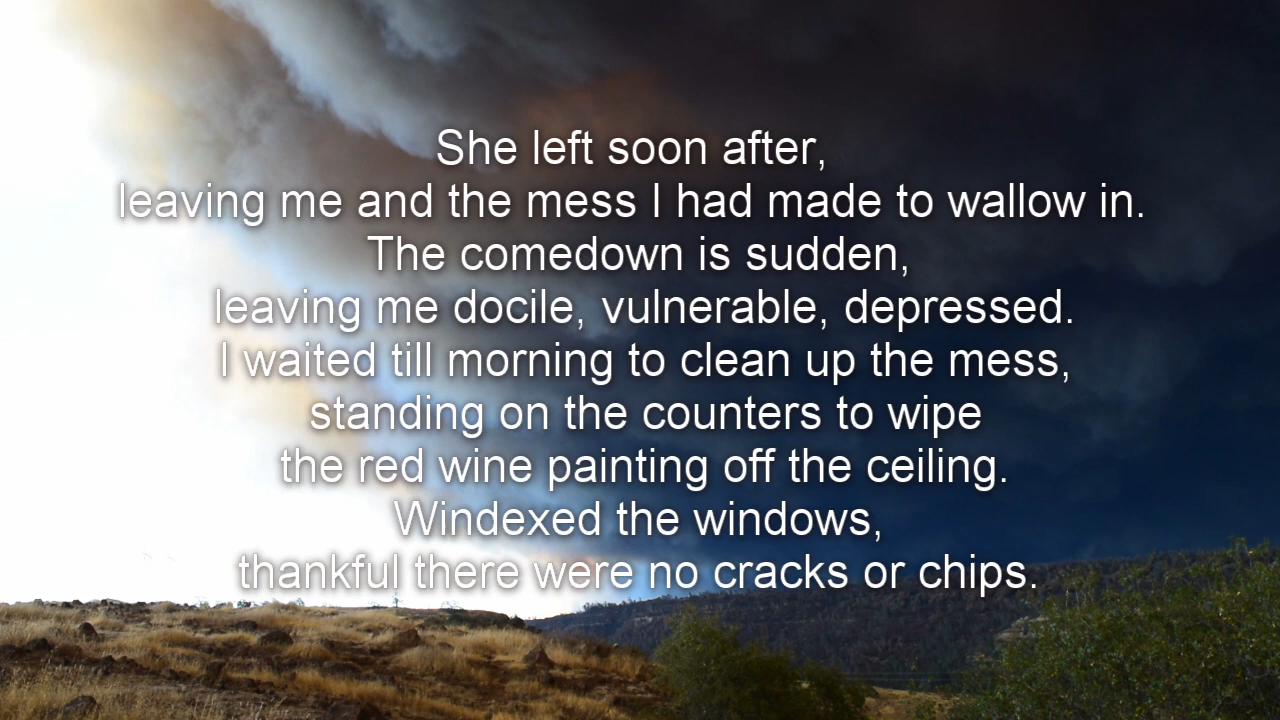 She left soon after,
leaving me and the mess I had made to wallow in.
The comedown is sudden,
leaving me docile, vulnerable, depressed.
I waited till morning to clean up the mess,
standing on the counters to wipe
the red wine painting off the ceiling.
Windexed the windows,
thankful there were no cracks or chips.